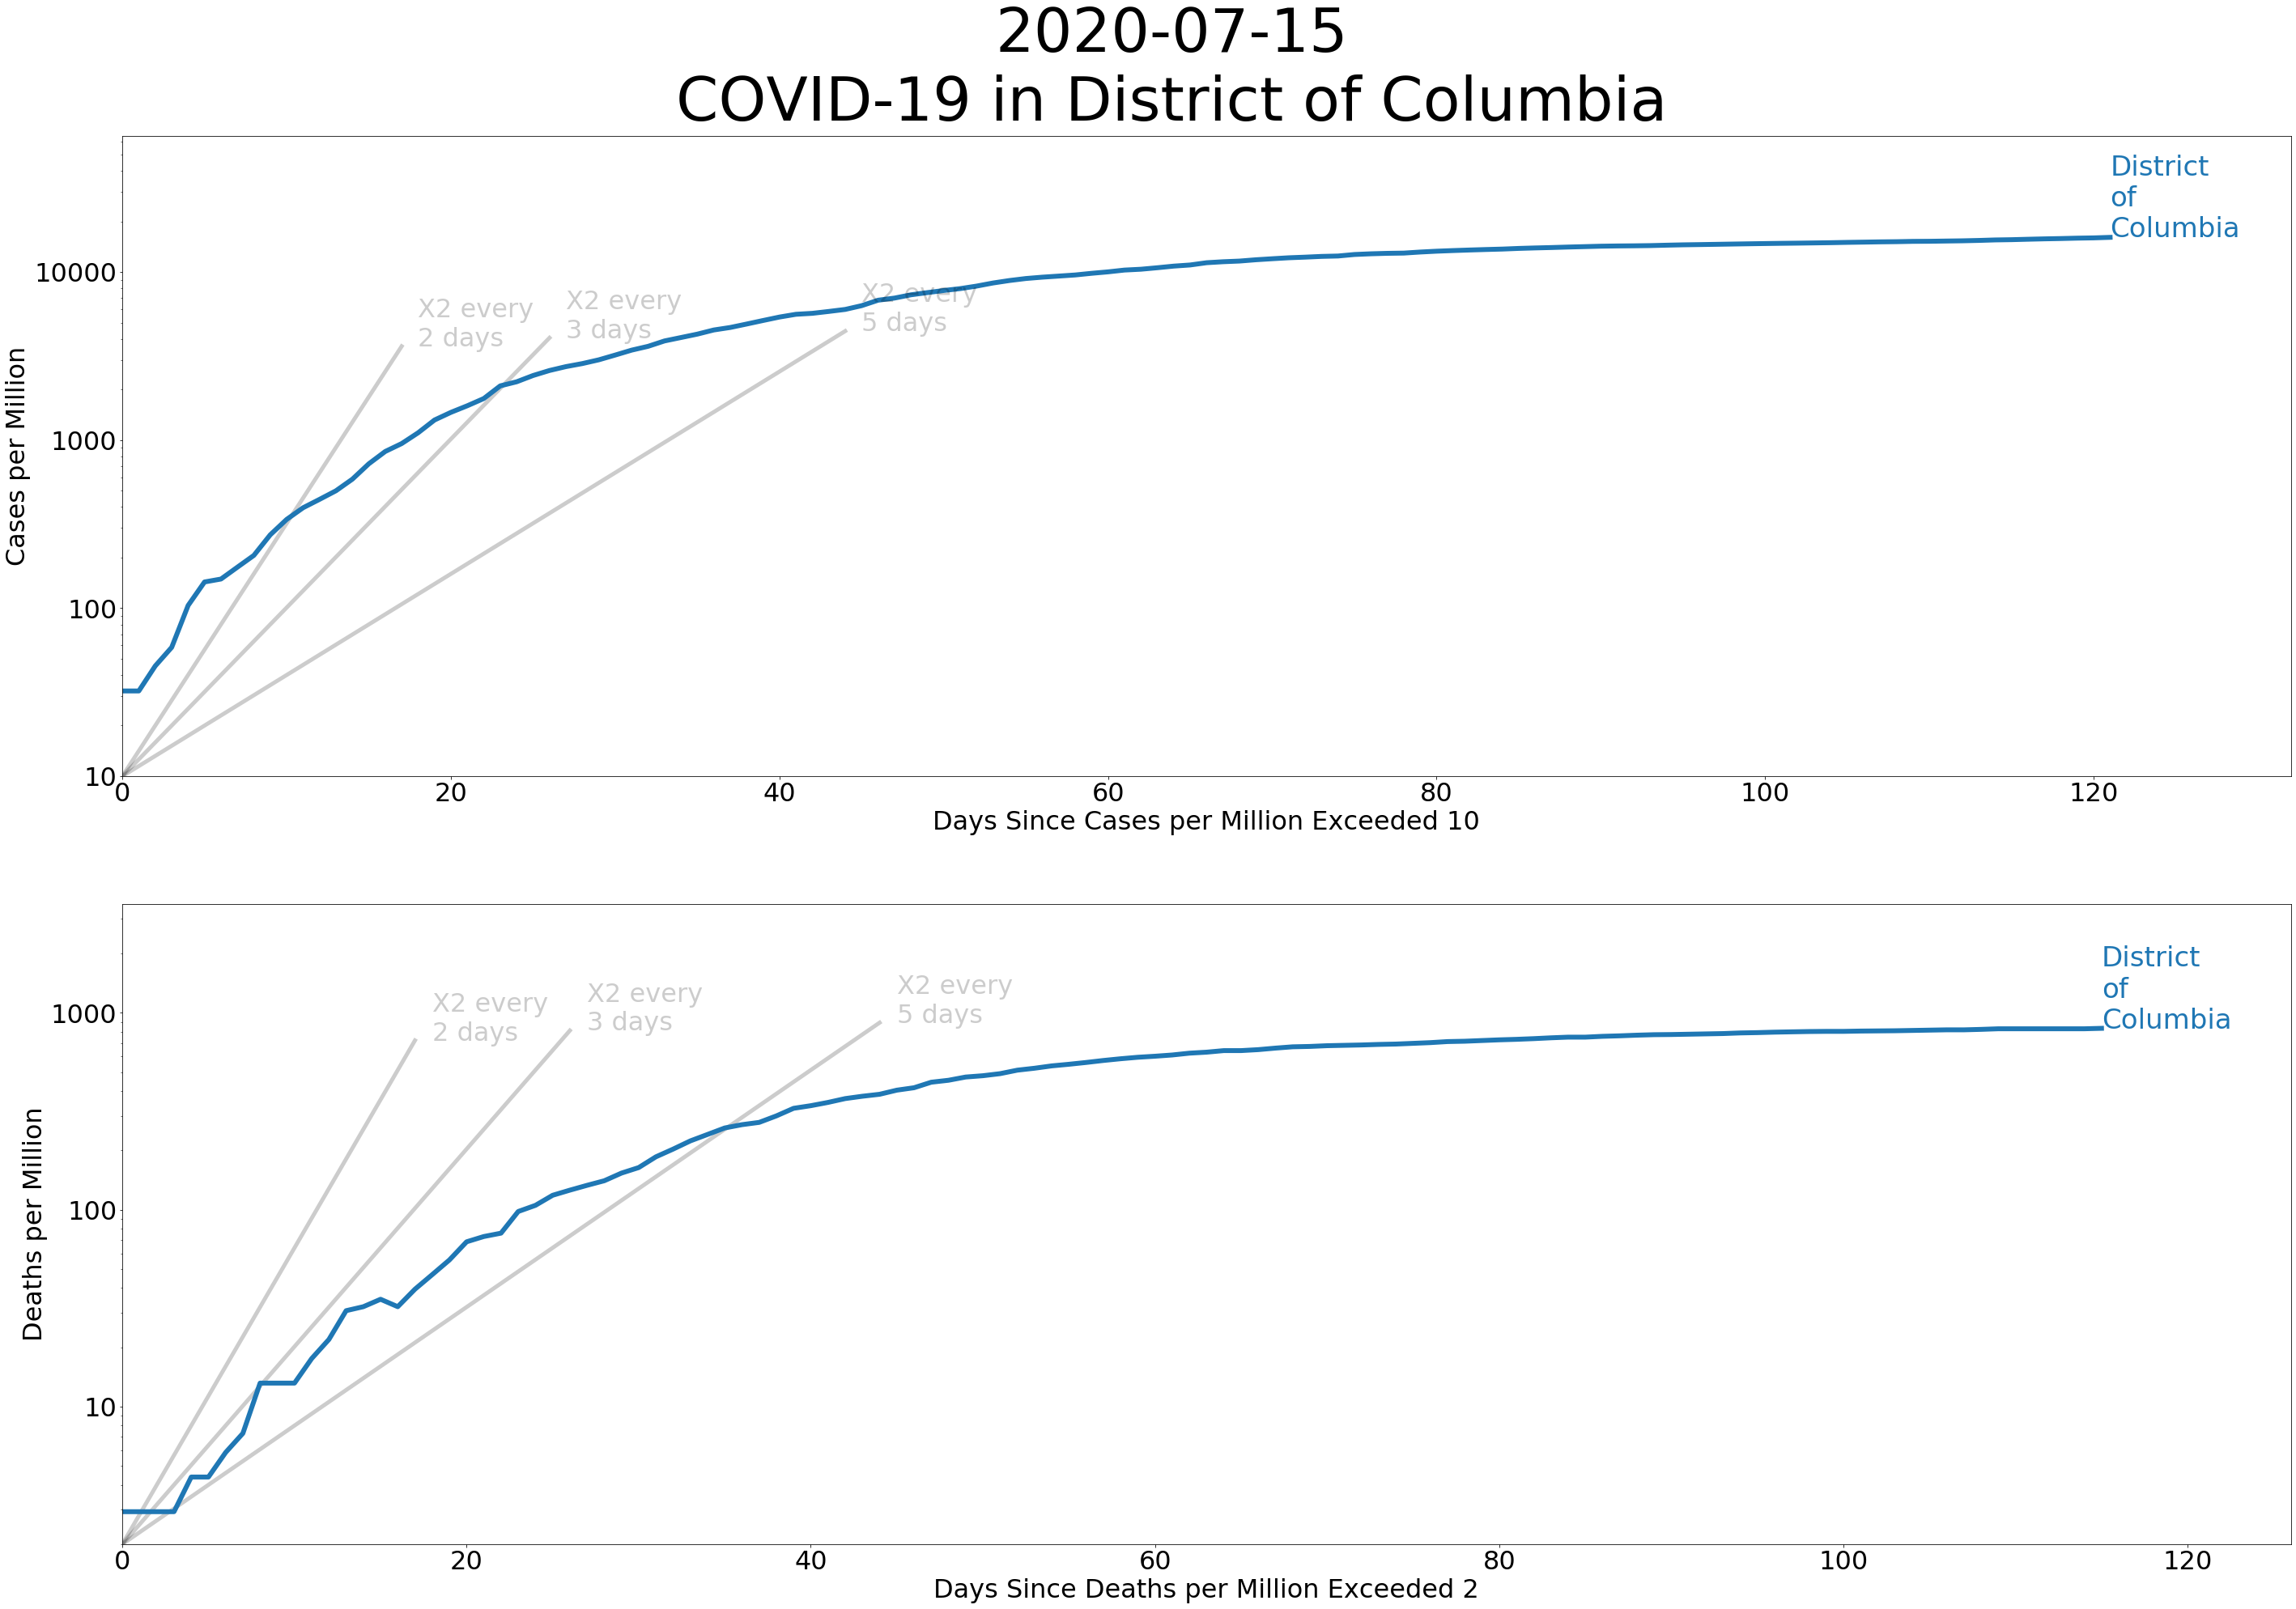 2020-07-15
COVID-19 in District of Columbia
District
of
Columbia
X2 every
2 days
X2 every
3 days
X2 every
5 days
10000
1000
100
10
Cases per Million
0 20 40 60 80 100 120
Days Since Cases per Million Exceeded 10
District
of
Columbia
X2 every
2 days
X2 every
3 days
X2 every
5 days
1000
100
10
Deaths per Million
0 20 40 60 80 100 120
Days Since Deaths per Million Exceeded 2